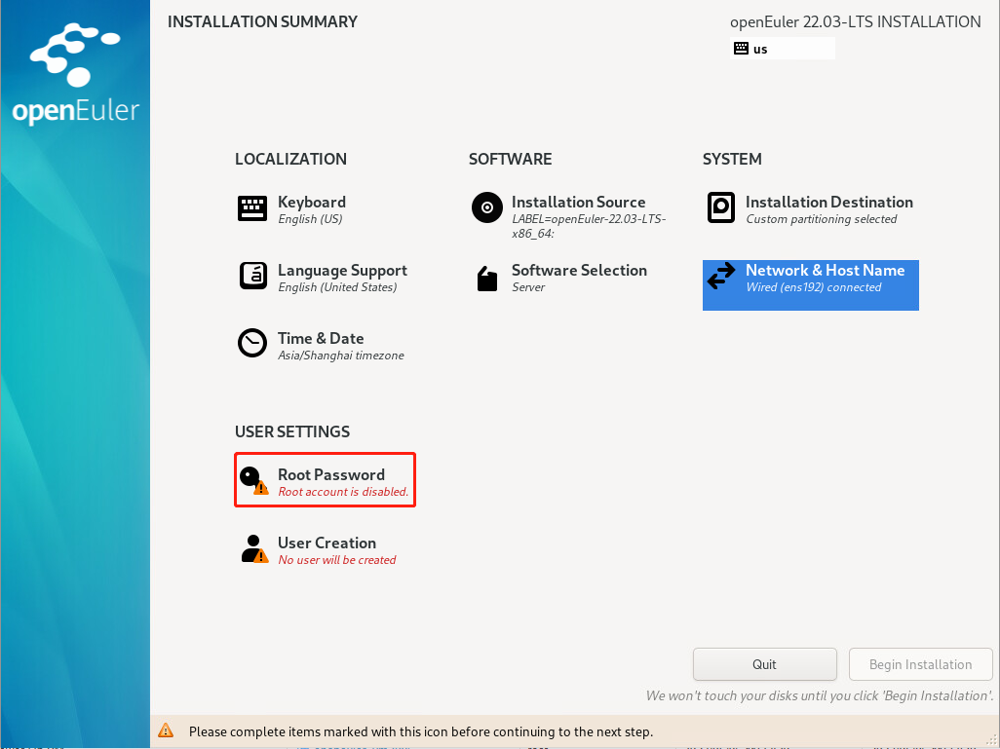 INSTALLATION SUMMARY
openEuler 22.03-LTS INSTALLATION
us
openEuler
LOCALIZATION
Keyboard
English (US)
Language Support
English (United States)
Time & Date
Asia/Shanghai timezone
SOFTWARE
Installation Source
LABEL=openEuler-22.03-LTS-
x86_64:
Software Selection
Server
SYSTEM
Installation Destination
Custom partitioning selected
Network & Host Name
Wired (ens192) connected
USER SETTINGS
Root Password
Root account is disabled.
User Creation
No user will be created
Quit
Begin Installation
We won't touch your disks until you click 'Begin Installation'.
Please complete items marked with this icon before continuing to the next step.